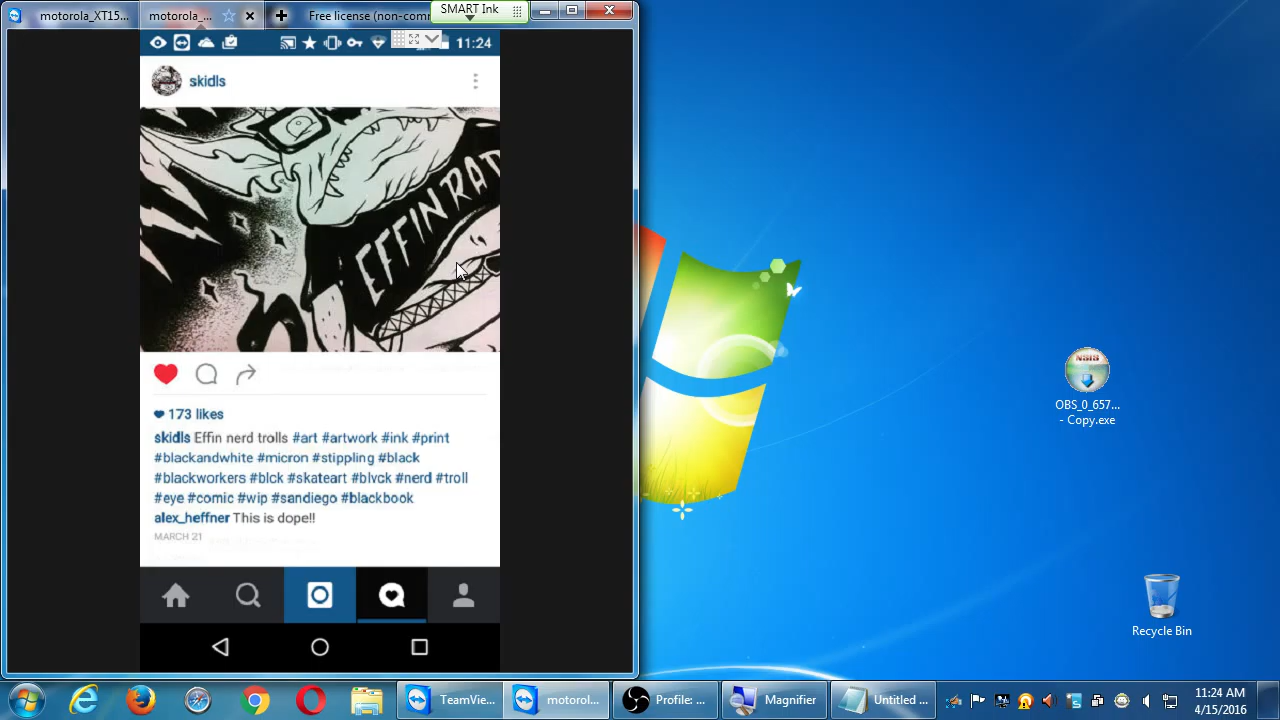 motorola_XT15...
motorola_...
Free license (non-com
SMART Ink
11:24
skidls
EFFIN RAT
173 likes
skidls Effin nerd trolls #art #artwork #ink #print
#blackandwhite #micron #stippling #black
#blackworkers #blck #skateart #blvck #nerd #troll
#eye #comic #wip #sandiego #blackbook
alex_heffner This is dope!!
MARCH 21
NSIS
OBS_0_657...
- Copy.exe
Recycle Bin
TeamVie...
motorol...
Profile: ...
Magnifier
Untitled ...
11:24 AM
4/15/2016